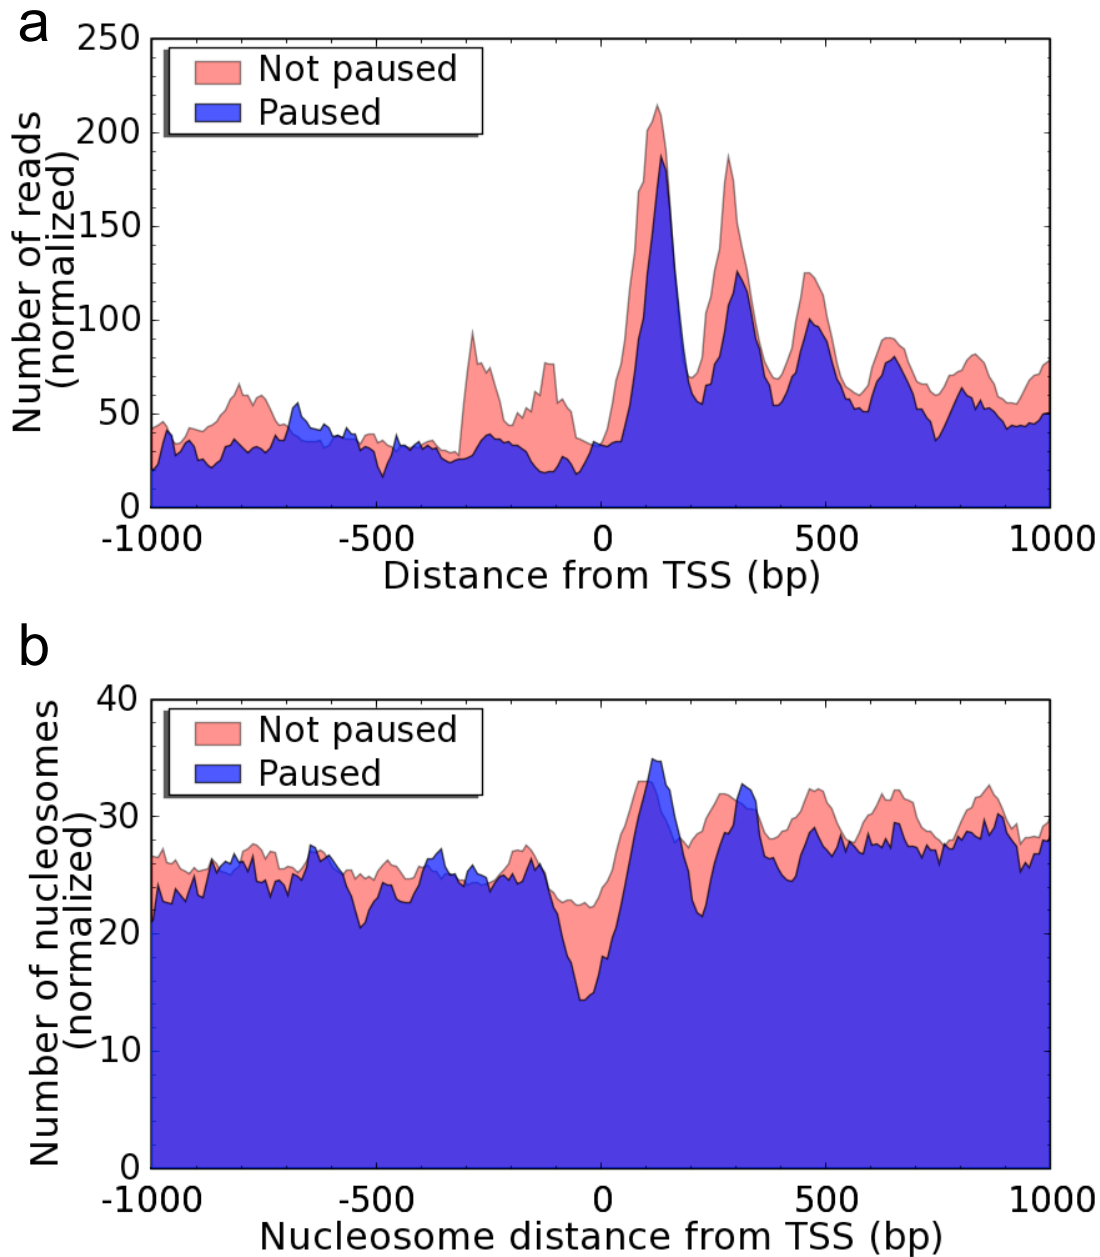 a
250
200
150
100
50
0
Number of reads
(normalized)
Not paused
Paused
-1000 -500 0 500 1000
Distance from TSS (bp)
b
40
30
20
10
0
Number of nucleosomes
(normalized)
Not paused
Paused
-1000 -500 0 500 1000
Nucleosome distance from TSS (bp)